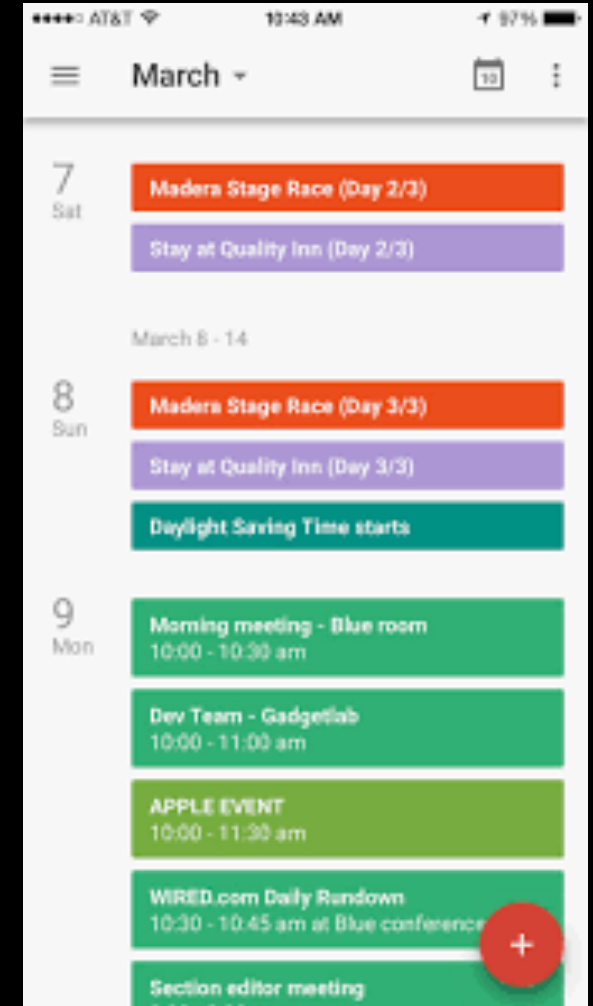 AT&T 10:43 AM 97%
March
10
7
Sat
Madera Stage Race (Day 2/3)
Stay at Quality Inn (Day 2/3)
March 8 - 14
8
Sun
Madera Stage Race (Day 3/3)
Stay at Quality Inn (Day 3/3)
Daylight Saving Time starts
9
Mon
Morning meeting - Blue room
10:00 - 10:30 am
Dev Team - Gadgetlab
10:00 - 11:00 am
APPLE EVENT
10:00 - 11:30 am
WIRED.com Daily Rundown
10:30 - 10:45 am at Blue conference
Section editor meeting